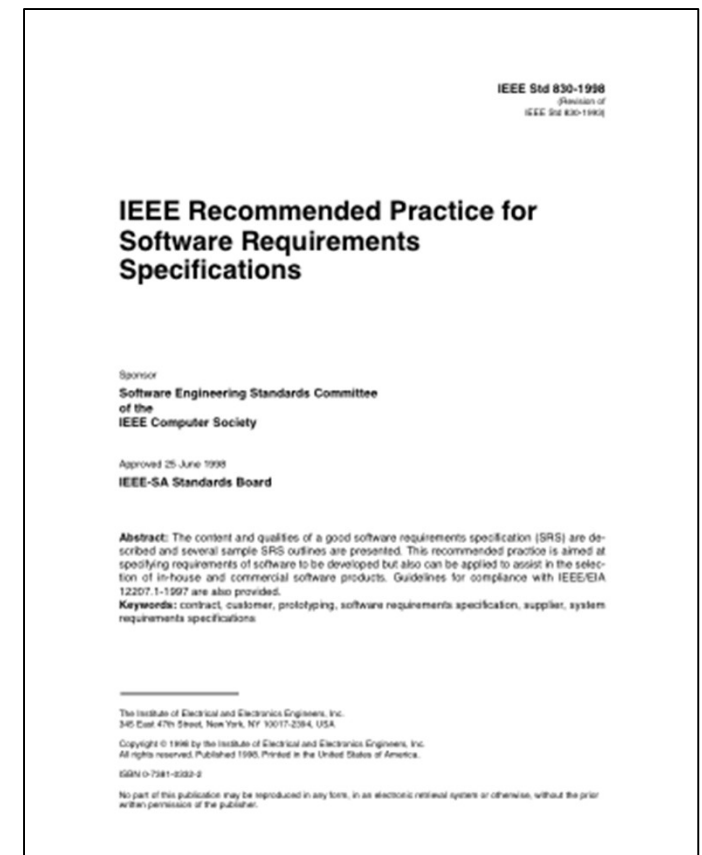 IEEE Std 830-1998
(Revision of
IEEE Std 830-1993)
IEEE Recommended Practice for
Software Requirements
Specifications
Sponsor
Software Engineering Standards Committee
of the
IEEE Computer Society
Approved 25 June 1998
IEEE-SA Standards Board
Abstract: The content and qualities of a good software requirements specification (SRS) are de-
scribed and several sample SRS outlines are presented. This recommended practice is aimed at
specifying requirements of software to be developed but also can be applied to assist in the selec-
tion of in-house and commercial software products. Guidelines for compliance with IEEE/EIA
12207.1-1997 are also provided.
Keywords: contract, customer, prototyping, software requirements specification, supplier, system
requirements specifications
The Institute of Electrical and Electronics Engineers, Inc.
345 East 47th Street, New York, NY 10017-2394, USA
Copyright © 1998 by the Institute of Electrical and Electronics Engineers, Inc.
All rights reserved. Published 1998. Printed in the United States of America.
ISBN 0-7381-0332-2
No part of this publication may be reproduced in any form, in an electronic retrieval system or otherwise, without the prior
written permission of the publisher.